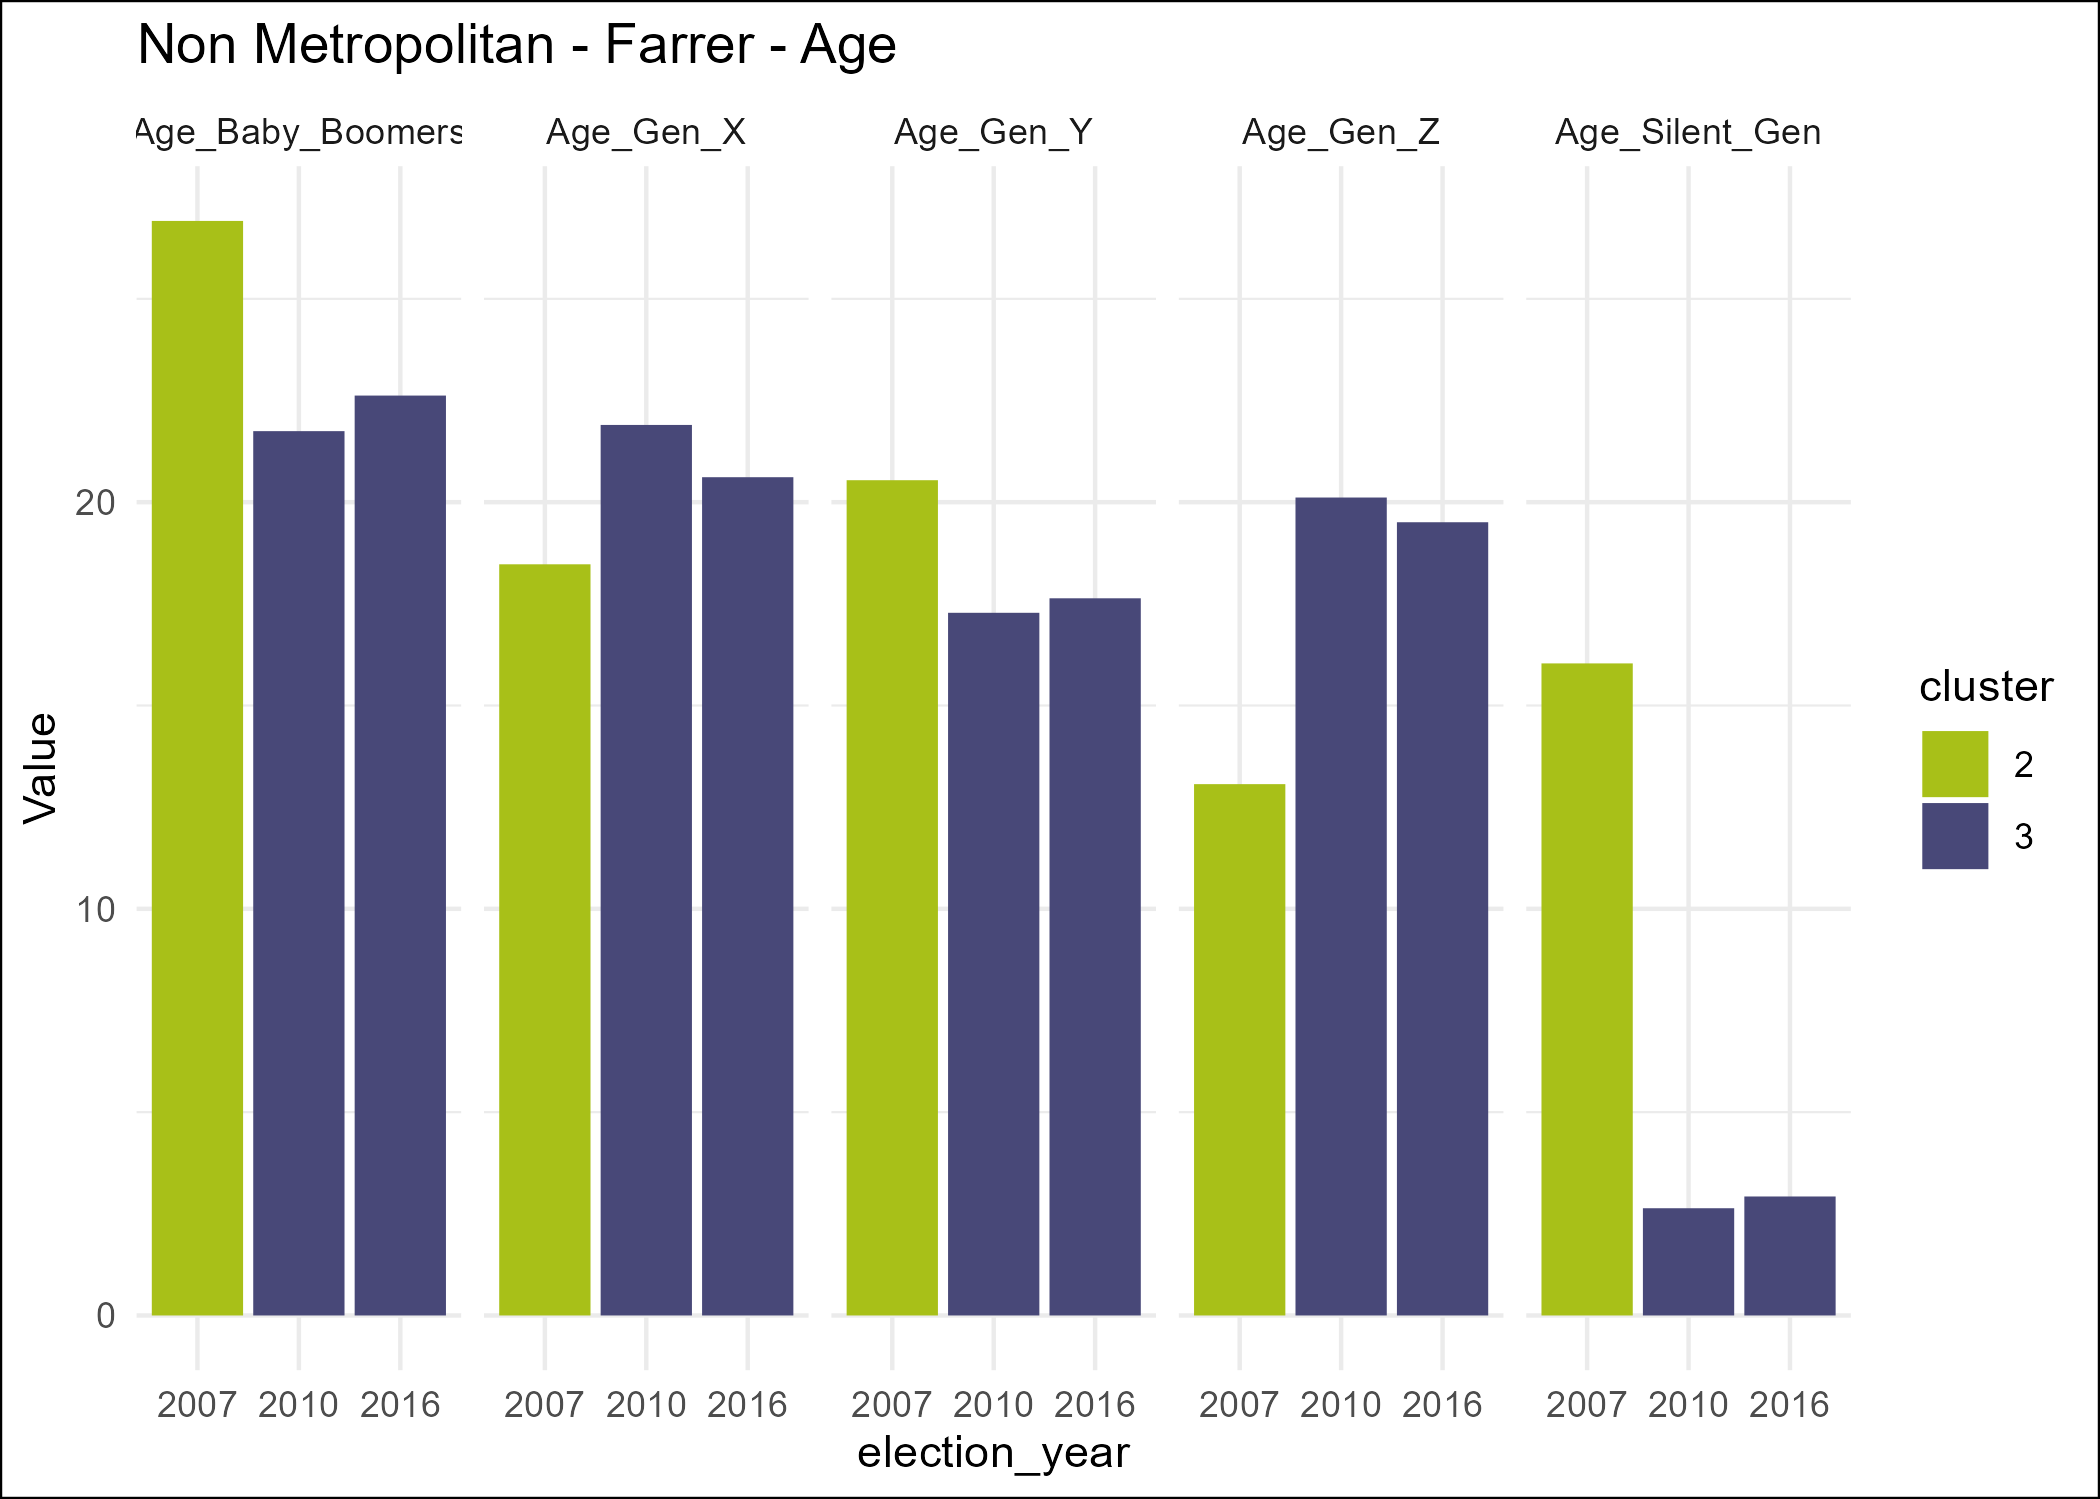 Non Metropolitan - Farrer - Age
Age_Baby_Boomers Age_Gen_X Age_Gen_Y Age_Gen_Z Age_Silent_Gen
20
10
0
Value
2007 2010 2016 2007 2010 2016 2007 2010 2016 2007 2010 2016 2007 2010 2016
election_year
cluster
2
3